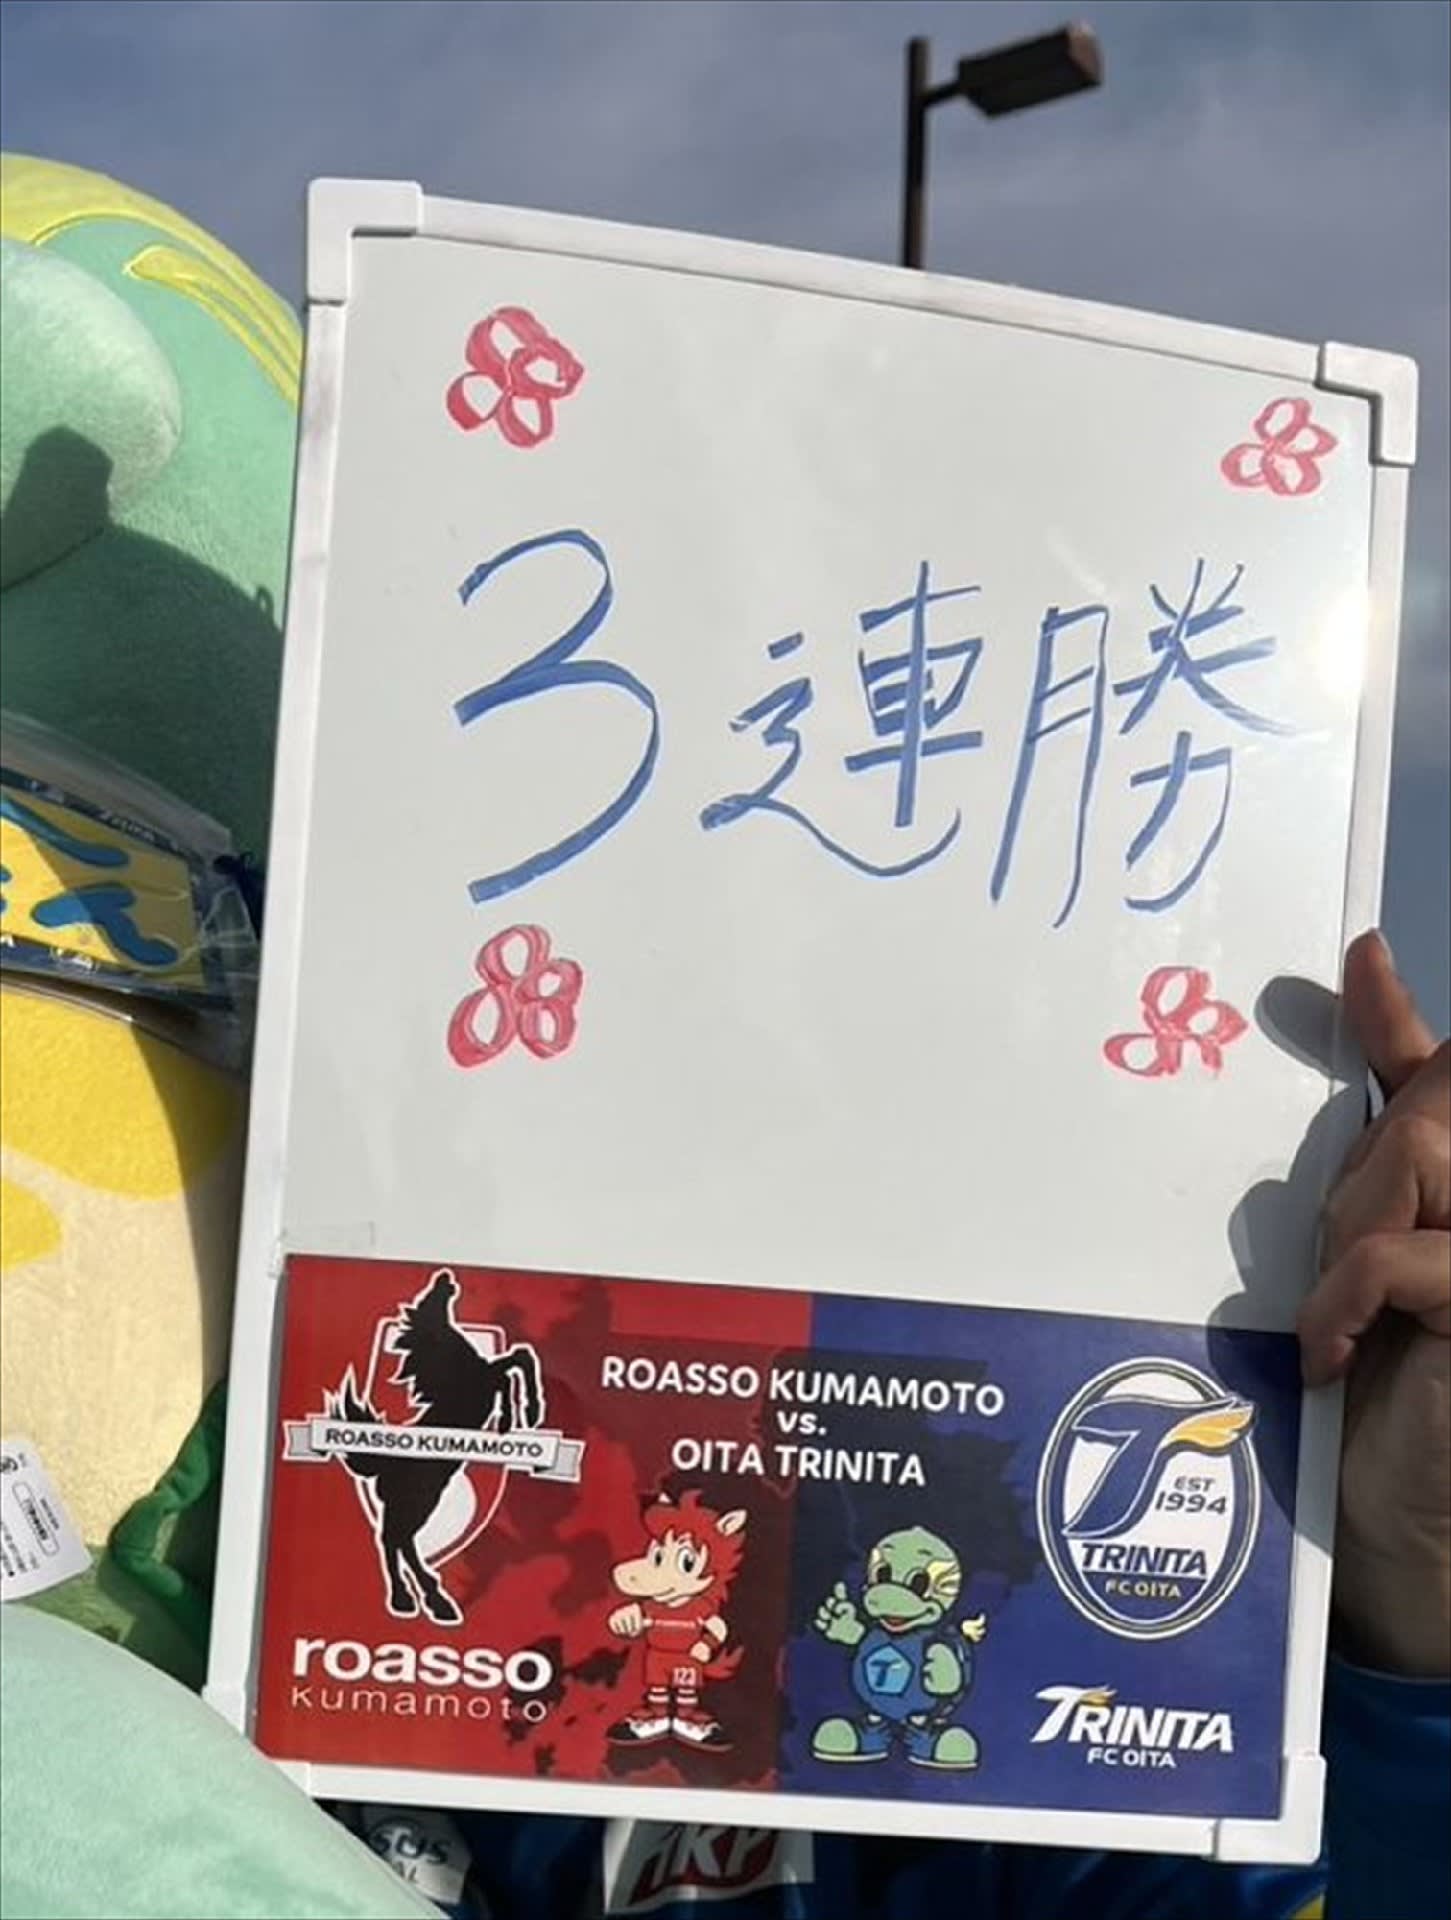 3連勝
ROASSO KUMAMOTO
vs.
OITA TRINITA
ROASSO KUMAMOTO
roasso
kumamoto
123
T
EST
1994
TRINITA
FC OITA
TRINITA
FC OITA